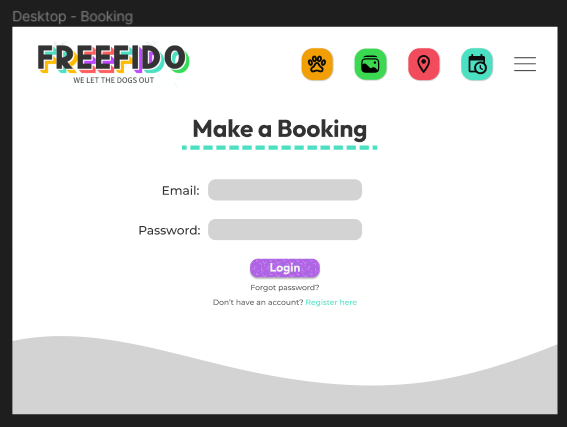 Desktop - Booking
FREEFIDO
WE LET THE DOGS OUT
Make a Booking
Email:
Password:
Login
Forgot password?
Don't have an account? Register here